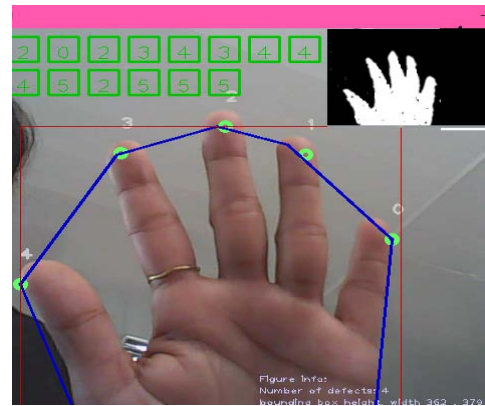 2 0 2 3 4 3 4 4
4 5 2 5 5 5
2
3
1
0
4
Figure info:
Number of defects: 4
bounding box height, width 362 , 379